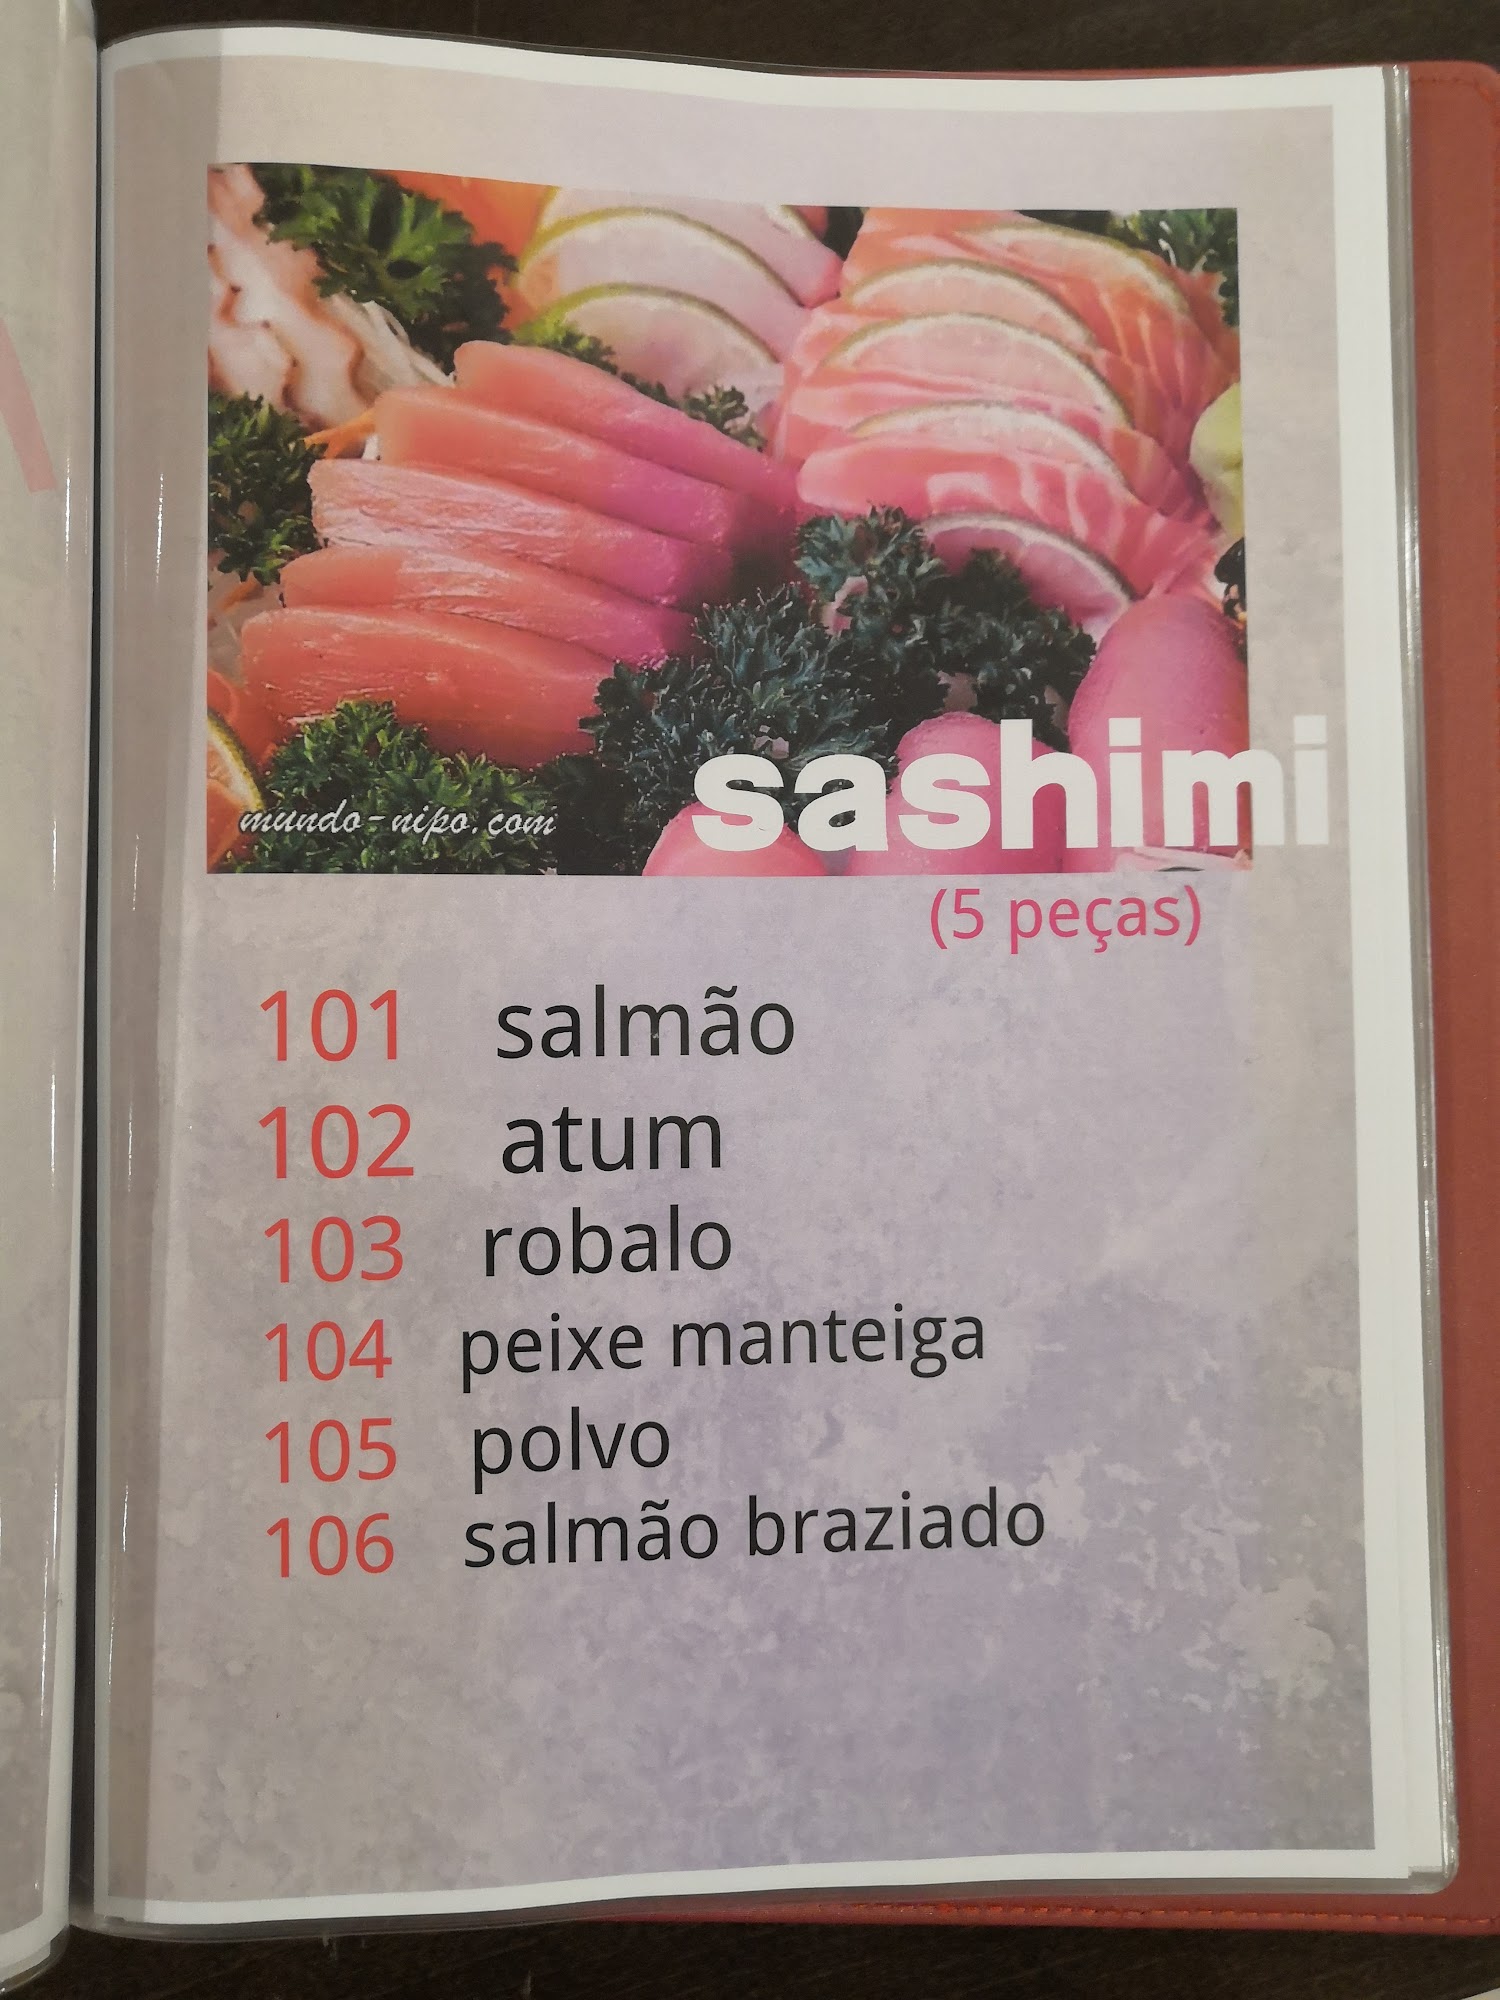 mundo-nipo.com
sashimi
(5 peças)
101 salmão
102 atum
103 robalo
104 peixe manteiga
105 polvo
106 salmão braziado